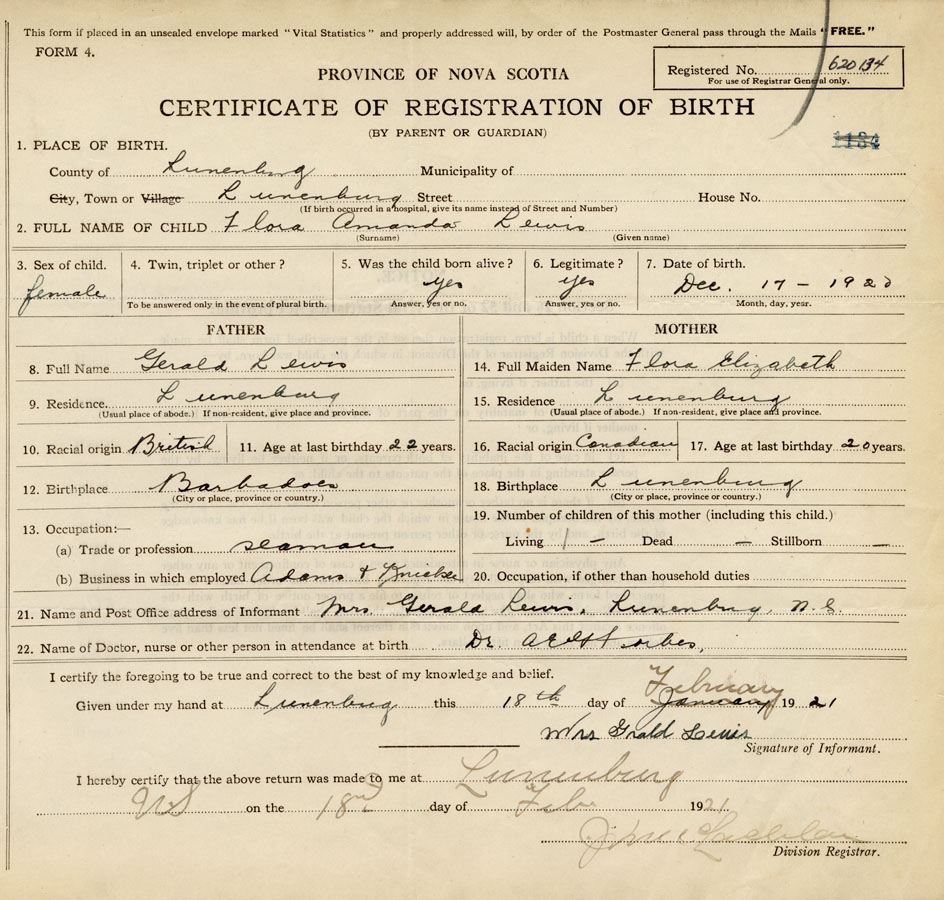 This form if placed in an unsealed envelope marked "Vital Statistics" and properly addressed will, by order of the Postmaster General pass through the Mails "FREE."
FORM 4.
Registered No. 620134
For use of Registrar General only.
PROVINCE OF NOVA SCOTIA
CERTIFICATE OF REGISTRATION OF BIRTH
(BY PARENT OR GUARDIAN)
1184
1. PLACE OF BIRTH.
County of Lunenburg Municipality of
City, Town or Village Lunenburg Street House No.
(If birth occurred in a hospital, give its name instead of Street and Number)
2. FULL NAME OF CHILD Flora Amanda Lewis
(Surname) (Given name)
3. Sex of child. 4. Twin, triplet or other? 5. Was the child born alive? 6. Legitimate? 7. Date of birth.
female yes yes Dec. 17 - 1920
To be answered only in the event of plural birth. Answer, yes or no. Answer, yes or no. Month, day, year.
FATHER MOTHER
8. Full Name Gerald Lewis 14. Full Maiden Name Flora Elizabeth
9. Residence Lunenburg 15. Residence Lunenburg
(Usual place of abode.) If non-resident, give place and province. (Usual place of abode.) If non-resident, give place and province.
10. Racial origin British 11. Age at last birthday 22 years. 16. Racial origin Canadian 17. Age at last birthday 20 years.
12. Birthplace Barbadoes 18. Birthplace Lunenburg
(City or place, province or country.) (City or place, province or country.)
13. Occupation:— 19. Number of children of this mother (including this child.)
(a) Trade or profession seaman Living 1 – Dead — Stillborn —
(b) Business in which employed Adams + Knickle 20. Occupation, if other than household duties
21. Name and Post Office address of Informant Mrs. Gerald Lewis, Lunenburg, N.S.
22. Name of Doctor, nurse or other person in attendance at birth Dr.
I certify the foregoing to be true and correct to the best of my knowledge and belief.
February
Given under my hand at Lunenburg this 18th day of January 1921
Mrs Grald Lewis
Signature of Informant.
I hereby certify that the above return was made to me at Lunenburg
NS on the 18 day of Feb 1921
Division Registrar.